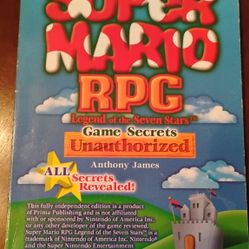 SUPER
MARIO
RPG
Legend of the Seven Stars™
Game Secrets
Unauthorized
Anthony James
ALL
Secrets
Revealed!
This fully independent edition is a product
of Prima Publishing and is not affiliated
with or sponsored by Nintendo of America Inc.
or any other developer of the game reviewed.
Super Mario RPG: Legend of the Seven Stars™ is a
trademark of Nintendo of America Inc. Nintendo
and the Super Nintendo Entertainment